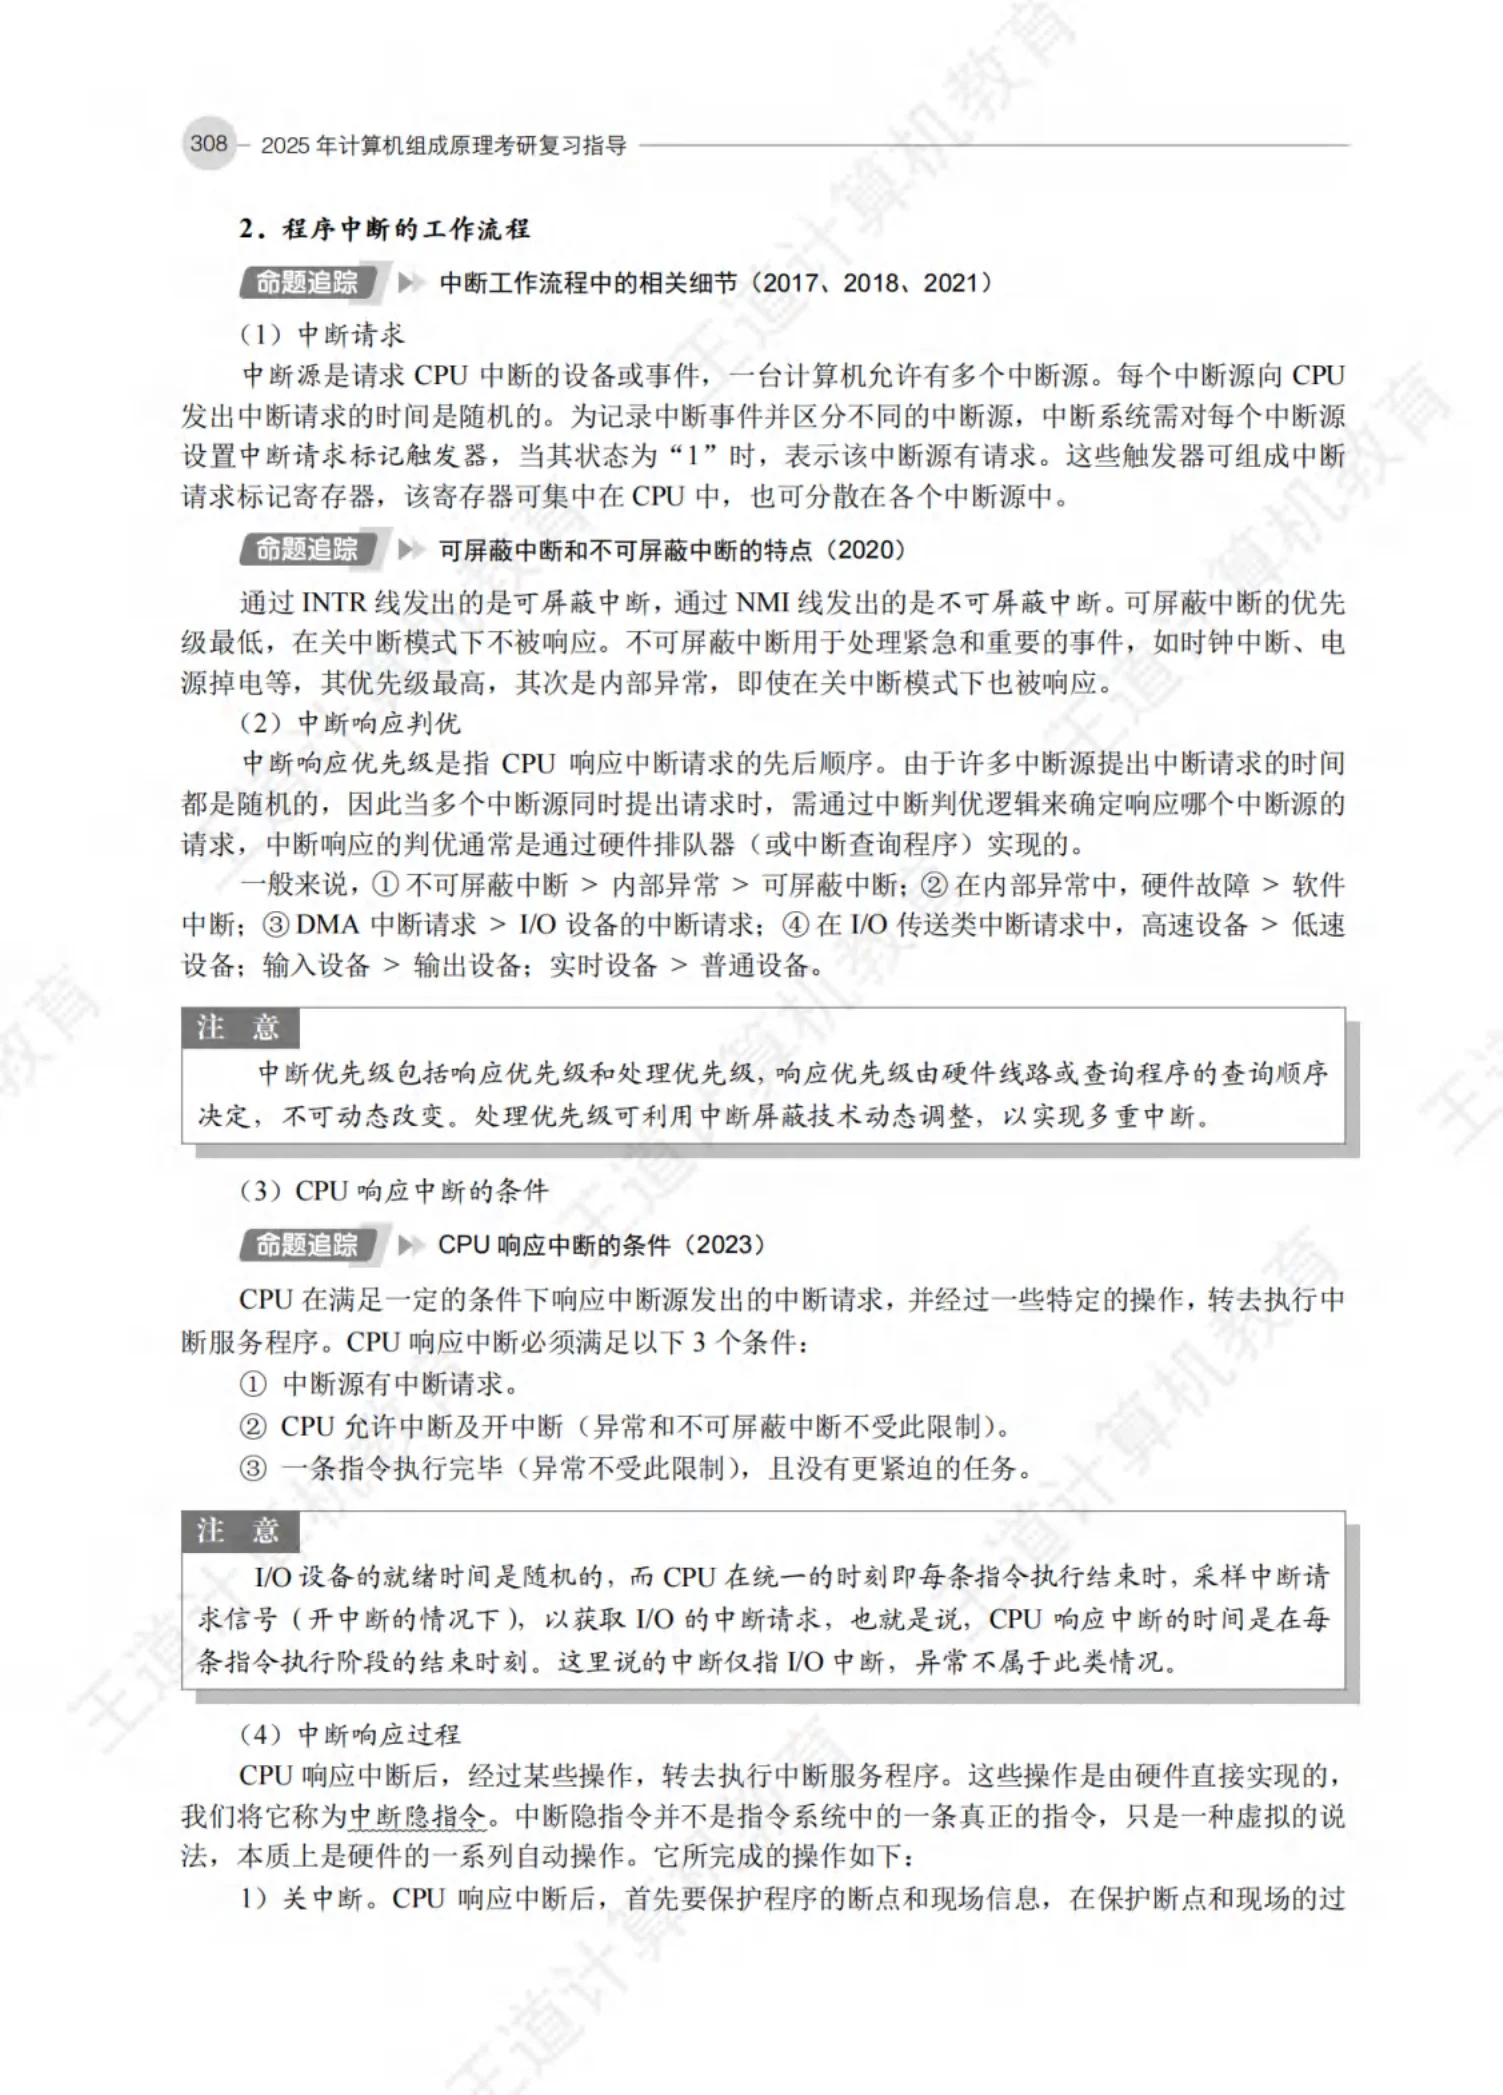 308 2025 年计算机组成原理考研复习指导
2．程序中断的工作流程
命题追踪 中断工作流程中的相关细节（2017、2018、2021）
（1）中断请求
中断源是请求 CPU 中断的设备或事件，一台计算机允许有多个中断源。每个中断源向 CPU
发出中断请求的时间是随机的。为记录中断事件并区分不同的中断源，中断系统需对每个中断源
设置中断请求标记触发器，当其状态为“1”时，表示该中断源有请求。这些触发器可组成中断
请求标记寄存器，该寄存器可集中在 CPU 中，也可分散在各个中断源中。
命题追踪 可屏蔽中断和不可屏蔽中断的特点（2020）
通过 INTR 线发出的是可屏蔽中断，通过 NMI 线发出的是不可屏蔽中断。可屏蔽中断的优先
级最低，在关中断模式下不被响应。不可屏蔽中断用于处理紧急和重要的事件，如时钟中断、电
源掉电等，其优先级最高，其次是内部异常，即使在关中断模式下也被响应。
（2）中断响应判优
中断响应优先级是指 CPU 响应中断请求的先后顺序。由于许多中断源提出中断请求的时间
都是随机的，因此当多个中断源同时提出请求时，需通过中断判优逻辑来确定响应哪个中断源的
请求，中断响应的判优通常是通过硬件排队器（或中断查询程序）实现的。
一般来说，① 不可屏蔽中断 > 内部异常 > 可屏蔽中断；② 在内部异常中，硬件故障 > 软件
中断；③ DMA 中断请求 > I/O 设备的中断请求；④ 在 I/O 传送类中断请求中，高速设备 > 低速
设备；输入设备 > 输出设备；实时设备 > 普通设备。
注 意
中断优先级包括响应优先级和处理优先级，响应优先级由硬件线路或查询程序的查询顺序
决定，不可动态改变。处理优先级可利用中断屏蔽技术动态调整，以实现多重中断。
（3）CPU 响应中断的条件
命题追踪 CPU 响应中断的条件（2023）
CPU 在满足一定的条件下响应中断源发出的中断请求，并经过一些特定的操作，转去执行中
断服务程序。CPU 响应中断必须满足以下 3 个条件：
① 中断源有中断请求。
② CPU 允许中断及开中断（异常和不可屏蔽中断不受此限制）。
③ 一条指令执行完毕（异常不受此限制），且没有更紧迫的任务。
注 意
I/O 设备的就绪时间是随机的，而 CPU 在统一的时刻即每条指令执行结束时，采样中断请
求信号（开中断的情况下），以获取 I/O 的中断请求，也就是说，CPU 响应中断的时间是在每
条指令执行阶段的结束时刻。这里说的中断仅指 I/O 中断，异常不属于此类情况。
（4）中断响应过程
CPU 响应中断后，经过某些操作，转去执行中断服务程序。这些操作是由硬件直接实现的，
我们将它称为中断隐指令。中断隐指令并不是指令系统中的一条真正的指令，只是一种虚拟的说
法，本质上是硬件的一系列自动操作。它所完成的操作如下：
1）关中断。CPU 响应中断后，首先要保护程序的断点和现场信息，在保护断点和现场的过
王道计算机教育